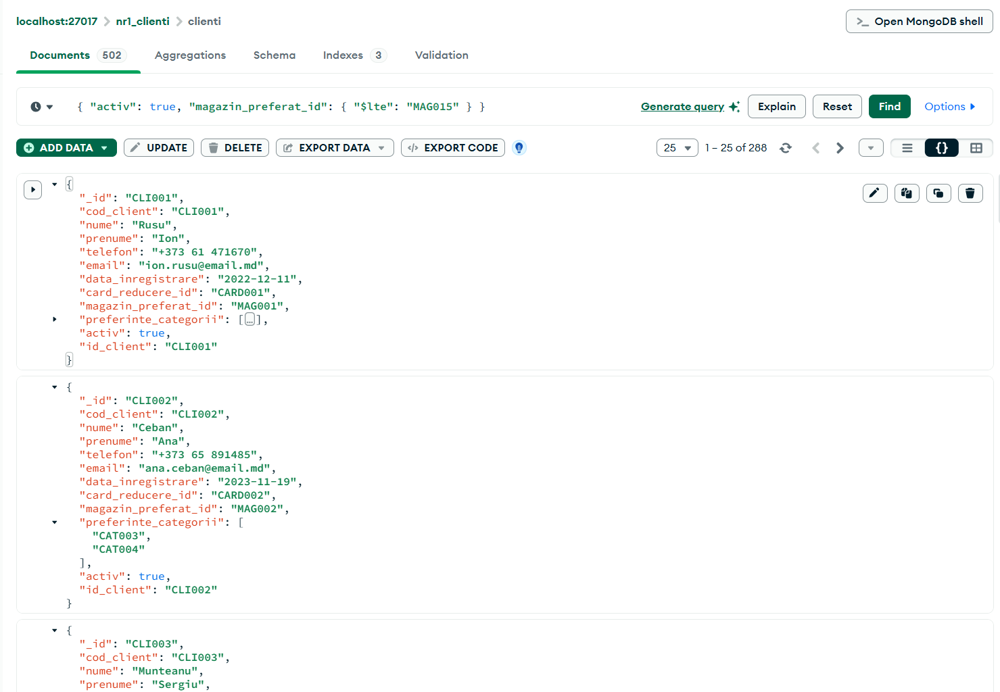 localhost:27017 > nr1_clienti > clienti
>_ Open MongoDB shell
Documents 502 Aggregations Schema Indexes 3 Validation
{ "activ": true, "magazin_preferat_id": { "$lte": "MAG015" } }
Generate query Explain Reset Find Options
ADD DATA UPDATE DELETE EXPORT DATA </> EXPORT CODE 25 1 – 25 of 288 {}
{
"_id": "CLI001",
"cod_client": "CLI001",
"nume": "Rusu",
"prenume": "Ion",
"telefon": "+373 61 471670",
"email": "ion.rusu@email.md",
"data_inregistrare": "2022-12-11",
"card_reducere_id": "CARD001",
"magazin_preferat_id": "MAG001",
"preferinte_categorii": […],
"activ": true,
"id_client": "CLI001"
}
{
"_id": "CLI002",
"cod_client": "CLI002",
"nume": "Ceban",
"prenume": "Ana",
"telefon": "+373 65 891485",
"email": "ana.ceban@email.md",
"data_inregistrare": "2023-11-19",
"card_reducere_id": "CARD002",
"magazin_preferat_id": "MAG002",
"preferinte_categorii": [
"CAT003",
"CAT004"
],
"activ": true,
"id_client": "CLI002"
}
{
"_id": "CLI003",
"cod_client": "CLI003",
"nume": "Munteanu",
"prenume": "Sergiu",